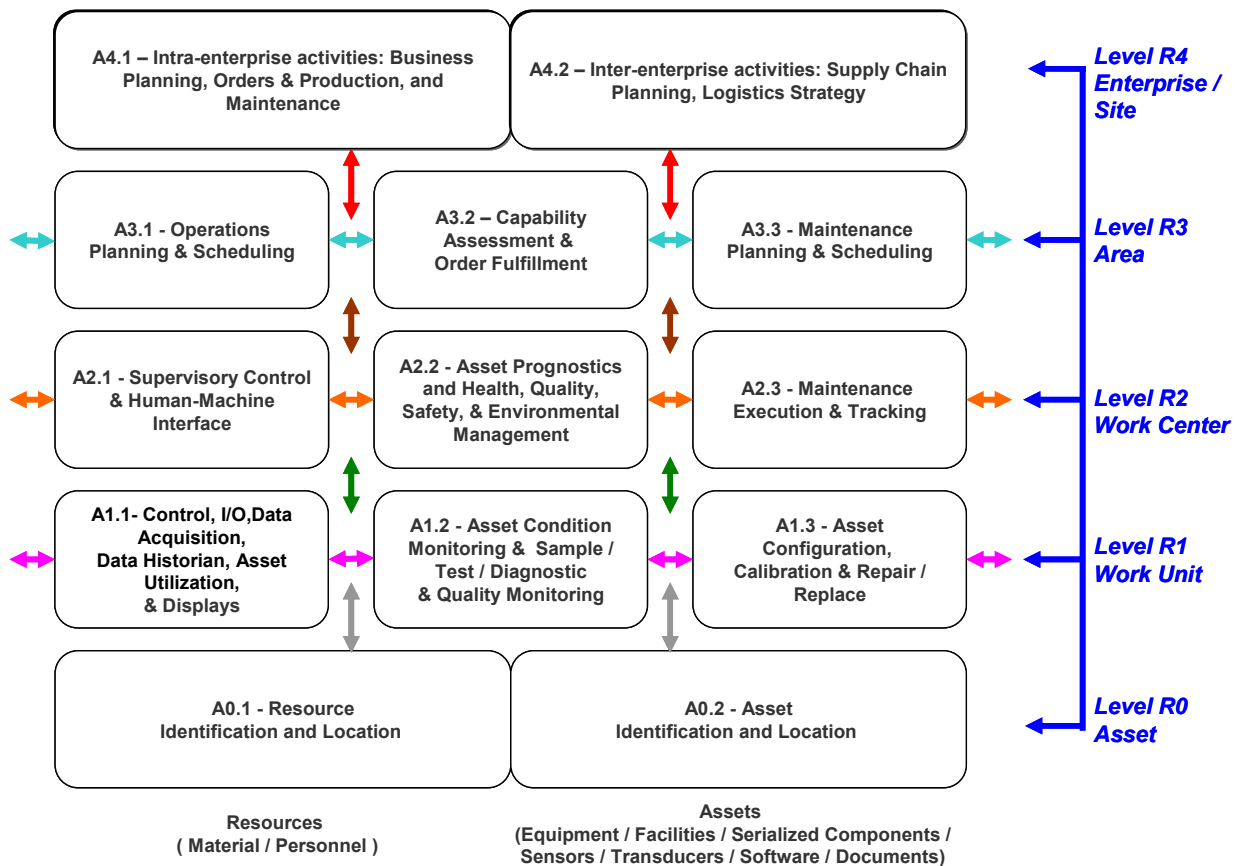 A4.1 – Intra-enterprise activities: Business
Planning, Orders & Production, and
Maintenance
A4.2 – Inter-enterprise activities: Supply Chain
Planning, Logistics Strategy
Level R4
Enterprise /
Site
A3.1 - Operations
Planning & Scheduling
A3.2 – Capability
Assessment &
Order Fulfillment
A3.3 - Maintenance
Planning & Scheduling
Level R3
Area
A2.1 - Supervisory Control
& Human-Machine
Interface
A2.2 - Asset Prognostics
and Health, Quality,
Safety, & Environmental
Management
A2.3 - Maintenance
Execution & Tracking
Level R2
Work Center
A1.1- Control, I/O,Data
Acquisition,
Data Historian, Asset
Utilization,
& Displays
A1.2 - Asset Condition
Monitoring & Sample /
Test / Diagnostic
& Quality Monitoring
A1.3 - Asset
Configuration,
Calibration & Repair /
Replace
Level R1
Work Unit
A0.1 - Resource
Identification and Location
A0.2 - Asset
Identification and Location
Level R0
Asset
Resources
( Material / Personnel )
Assets
(Equipment / Facilities / Serialized Components /
Sensors / Transducers / Software / Documents)